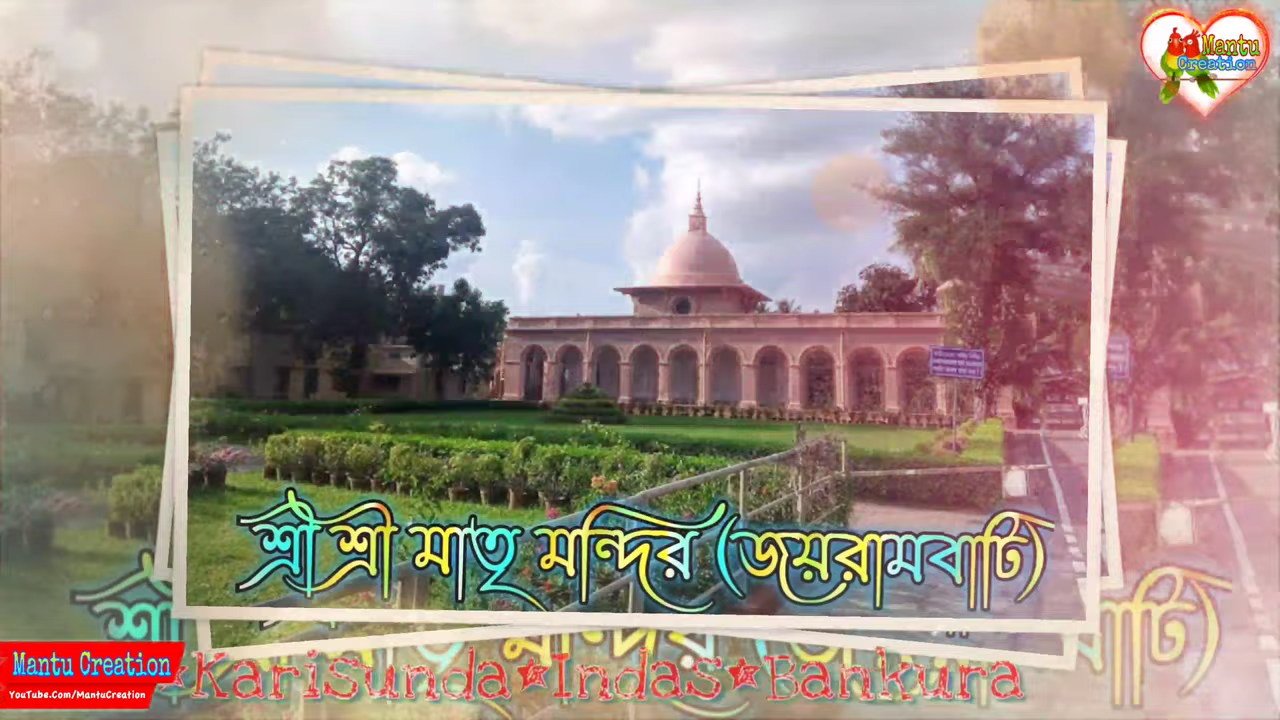 Mantu
Creation
শ্রী শ্রী মাতৃ মন্দির (জয়রামবাটি)
Mantu Creation
YouTube.Com/MantuCreation
★Karisunda★Indas★Bankura